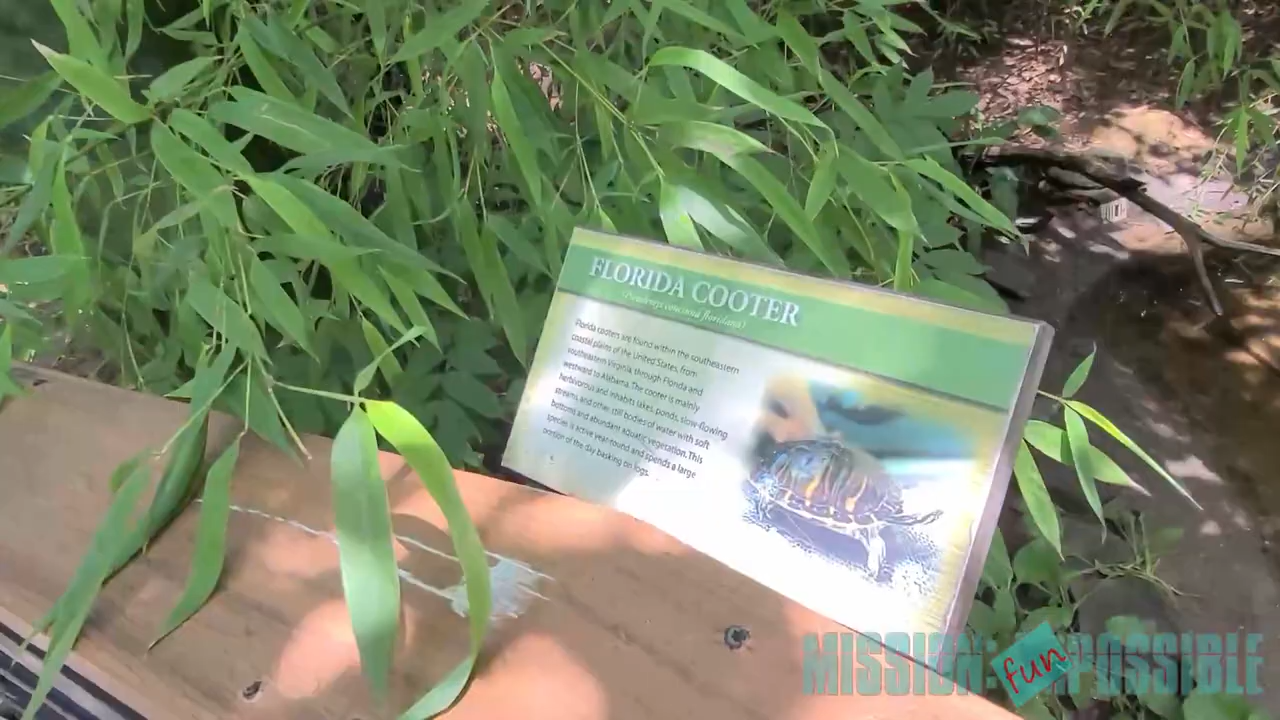 FLORIDA COOTER
(Pseudemys concinna floridana)
Florida cooters are found within the southeastern
coastal plains of the United States, from
southeastern Virginia, through Florida and
westward to Alabama. The cooter is mainly
herbivorous and inhabits lakes, ponds, slow-flowing
streams and other still bodies of water with soft
bottoms and abundant aquatic vegetation. This
species is active year-round and spends a large
portion of the day basking on logs.
MISSION: fun POSSIBLE